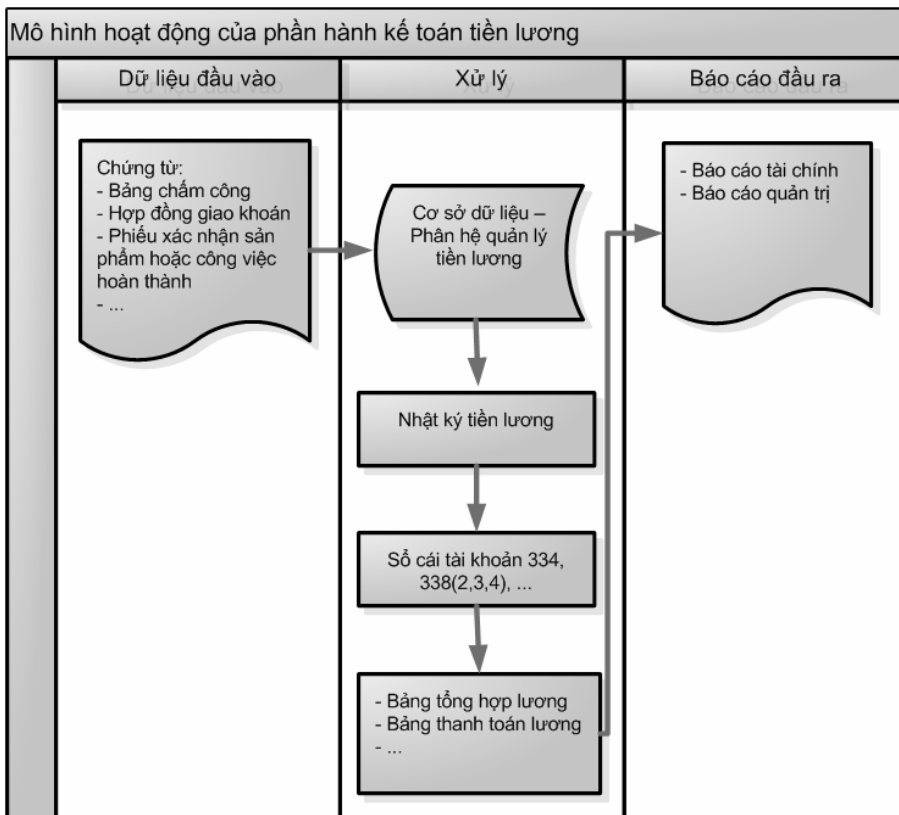 Mô hình hoạt động của phần hành kế toán tiền lương
Dữ liệu đầu vào
Xử lý
Báo cáo đầu ra
Chứng từ:
- Bảng chấm công
- Hợp đồng giao khoán
- Phiếu xác nhận sản
phẩm hoặc công việc
hoàn thành
- ...
Cơ sở dữ liệu –
Phân hệ quản lý
tiền lương
Nhật ký tiền lương
Sổ cái tài khoản 334,
338(2,3,4), ...
- Bảng tổng hợp lương
- Bảng thanh toán lương
- ...
- Báo cáo tài chính
- Báo cáo quản trị